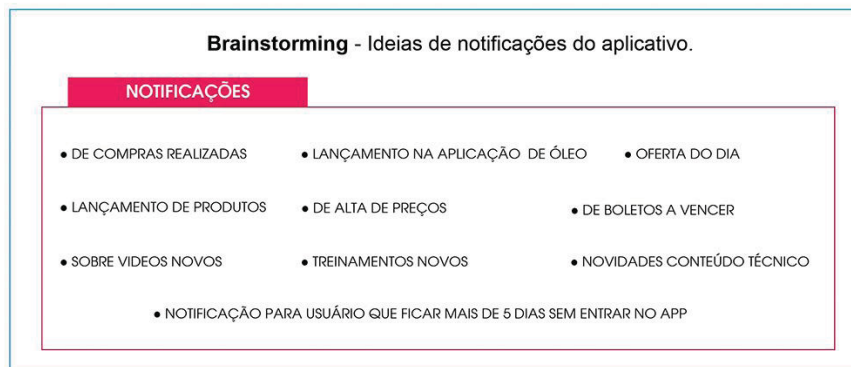 Brainstorming - Ideias de notificações do aplicativo.
NOTIFICAÇÕES
• DE COMPRAS REALIZADAS
• LANÇAMENTO NA APLICAÇÃO DE ÓLEO
• OFERTA DO DIA
• LANÇAMENTO DE PRODUTOS
• DE ALTA DE PREÇOS
• DE BOLETOS A VENCER
• SOBRE VIDEOS NOVOS
• TREINAMENTOS NOVOS
• NOVIDADES CONTEÚDO TÉCNICO
• NOTIFICAÇÃO PARA USUÁRIO QUE FICAR MAIS DE 5 DIAS SEM ENTRAR NO APP